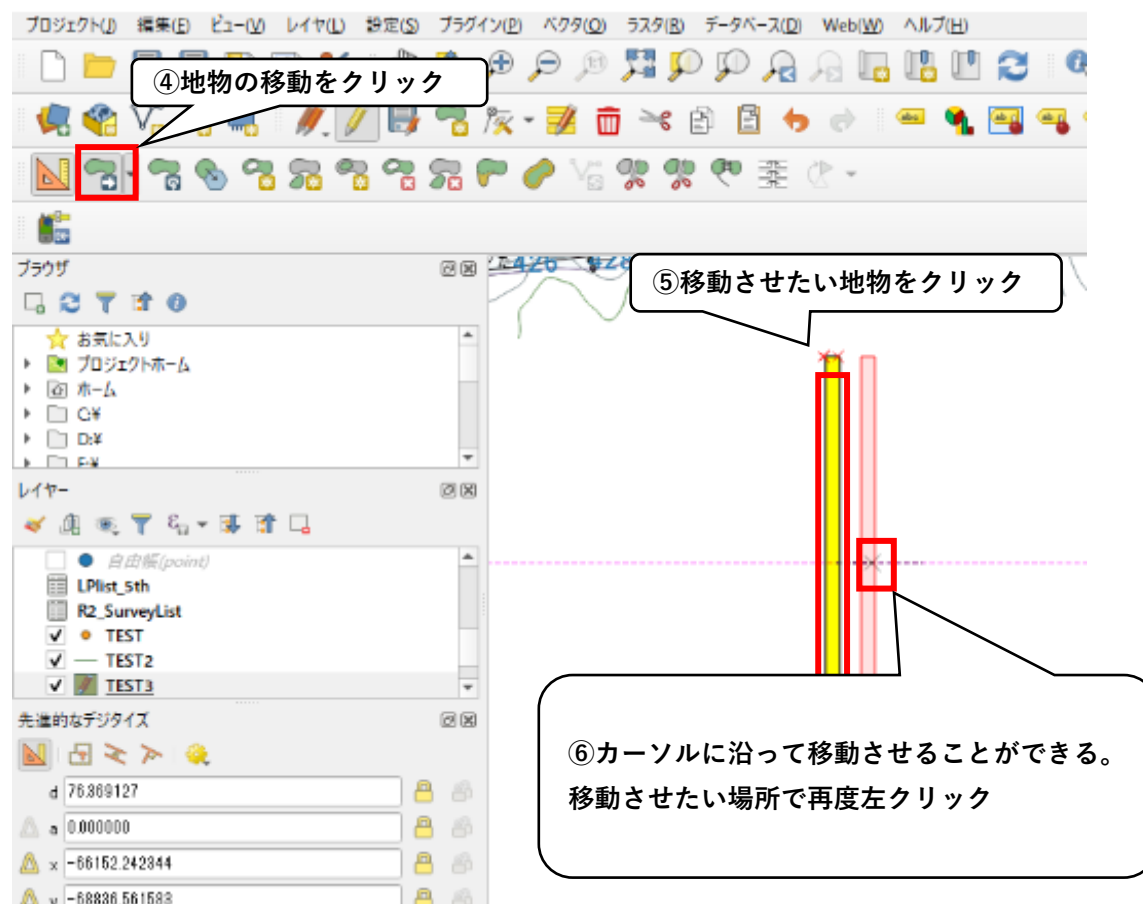 プロジェクト(J) 編集(E) ビュー(V) レイヤ(L) 設定(S) プラグイン(P) ベクタ(O) ラスタ(R) データベース(D) Web(W) ヘルプ(H)
④地物の移動をクリック
ブラウザ
お気に入り
プロジェクトホーム
ホーム
C:¥
D:¥
E:¥
426
⑤移動させたい地物をクリック
レイヤー
自由帳(point)
LPlist_5th
R2_SurveyList
TEST
TEST2
TEST3
先進的なデジタイズ
d 76.369127
a 0.000000
x -66152.242344
y -68836.561583
⑥カーソルに沿って移動させることができる。
移動させたい場所で再度左クリック